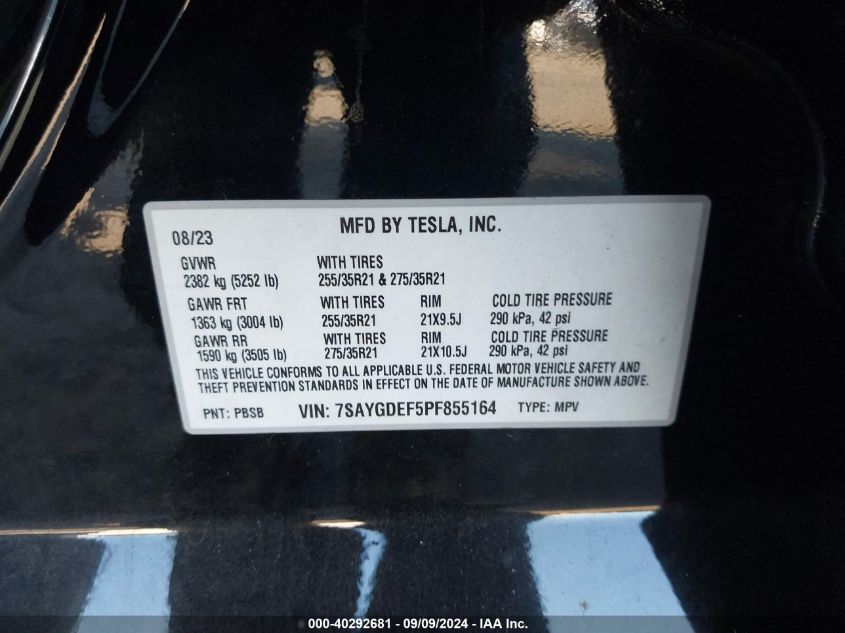 MFD BY TESLA, INC.
08/23
GVWR WITH TIRES
2382 kg (5252 lb) 255/35R21 & 275/35R21
GAWR FRT WITH TIRES RIM COLD TIRE PRESSURE
1363 kg (3004 lb) 255/35R21 21X9.5J 290 kPa, 42 psi
GAWR RR WITH TIRES RIM COLD TIRE PRESSURE
1590 kg (3505 lb) 275/35R21 21X10.5J 290 kPa, 42 psi
THIS VEHICLE CONFORMS TO ALL APPLICABLE U.S. FEDERAL MOTOR VEHICLE SAFETY AND
THEFT PREVENTION STANDARDS IN EFFECT ON THE DATE OF MANUFACTURE SHOWN ABOVE.
PNT: PBSB VIN: 7SAYGDEF5PF855164 TYPE: MPV
000-40292681 - 09/09/2024 - IAA Inc.